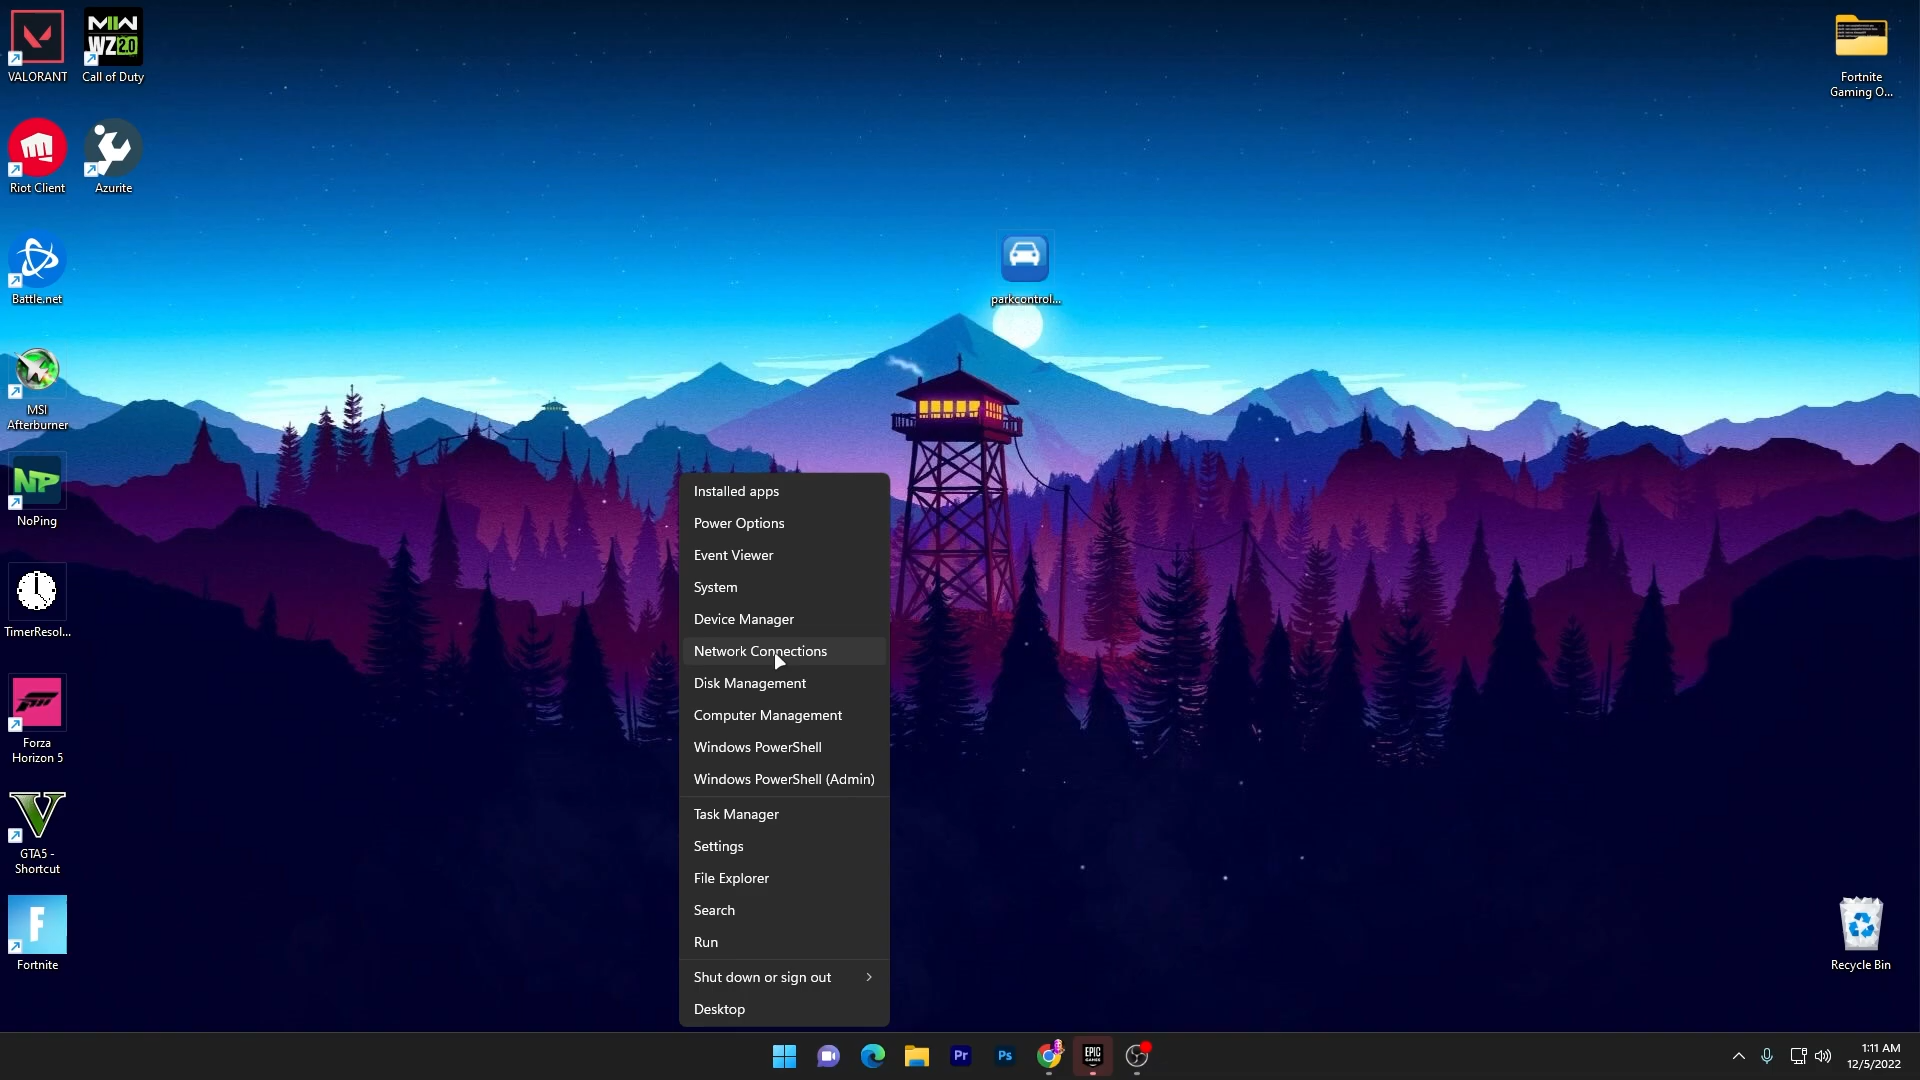 VALORANT
MW
WZ2.0
Call of Duty
Riot Client
Azurite
Battle.net
MSI
Afterburner
NP
NoPing
TimerResol...
Forza
Horizon 5
V
GTA5 -
Shortcut
F
Fortnite
parkcontrol...
Fortnite
Gaming O...
Recycle Bin
Installed apps
Power Options
Event Viewer
System
Device Manager
Network Connections
Disk Management
Computer Management
Windows PowerShell
Windows PowerShell (Admin)
Task Manager
Settings
File Explorer
Search
Run
Shut down or sign out
Desktop
Pr
Ps
EPIC
GAMES
1:11 AM
12/5/2022